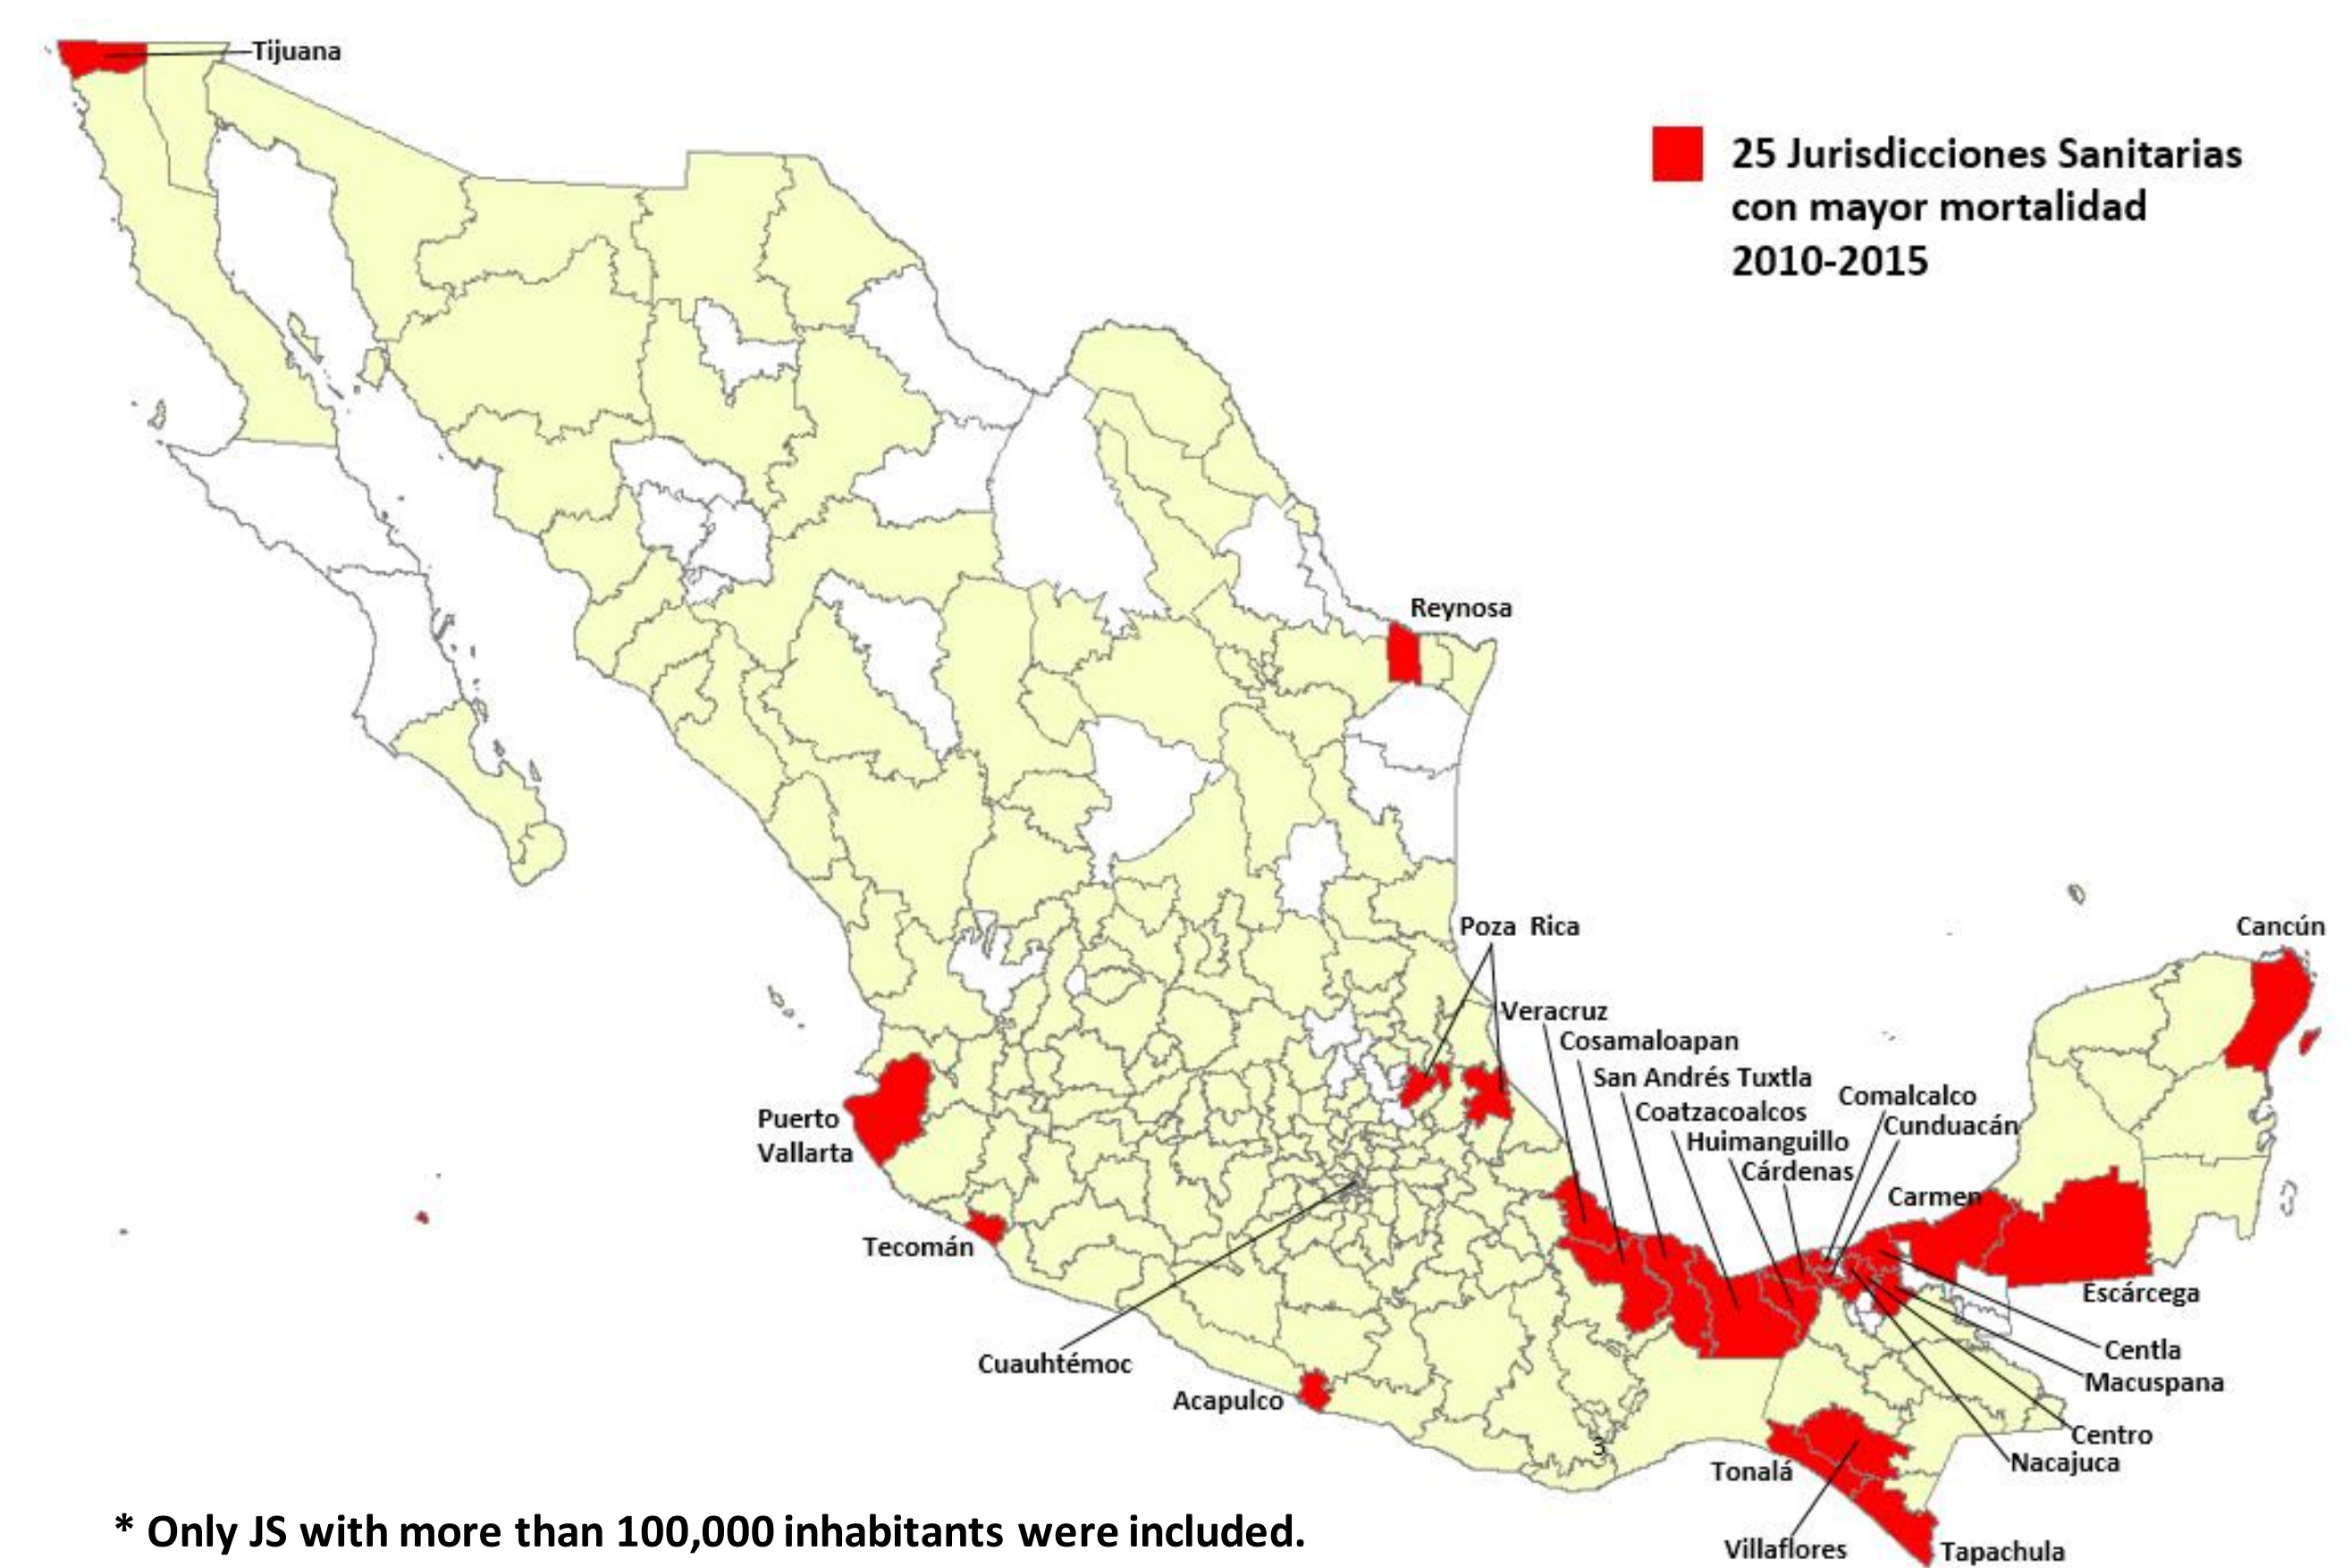 Tijuana
25 Jurisdicciones Sanitarias
con mayor mortalidad
2010-2015
Reynosa
Poza Rica
Cancún
Veracruz
Cosamaloapan
San Andrés Tuxtla
Comalcalco
Coatzacoalcos
Cunduacán
Huimanguillo
Cárdenas
Puerto
Vallarta
Carmen
Tecomán
Escárcega
Cuauhtémoc
Centla
Macuspana
Acapulco
Centro
3
Nacajuca
Tonalá
* Only JS with more than 100,000 inhabitants were included.
Villaflores
Tapachula